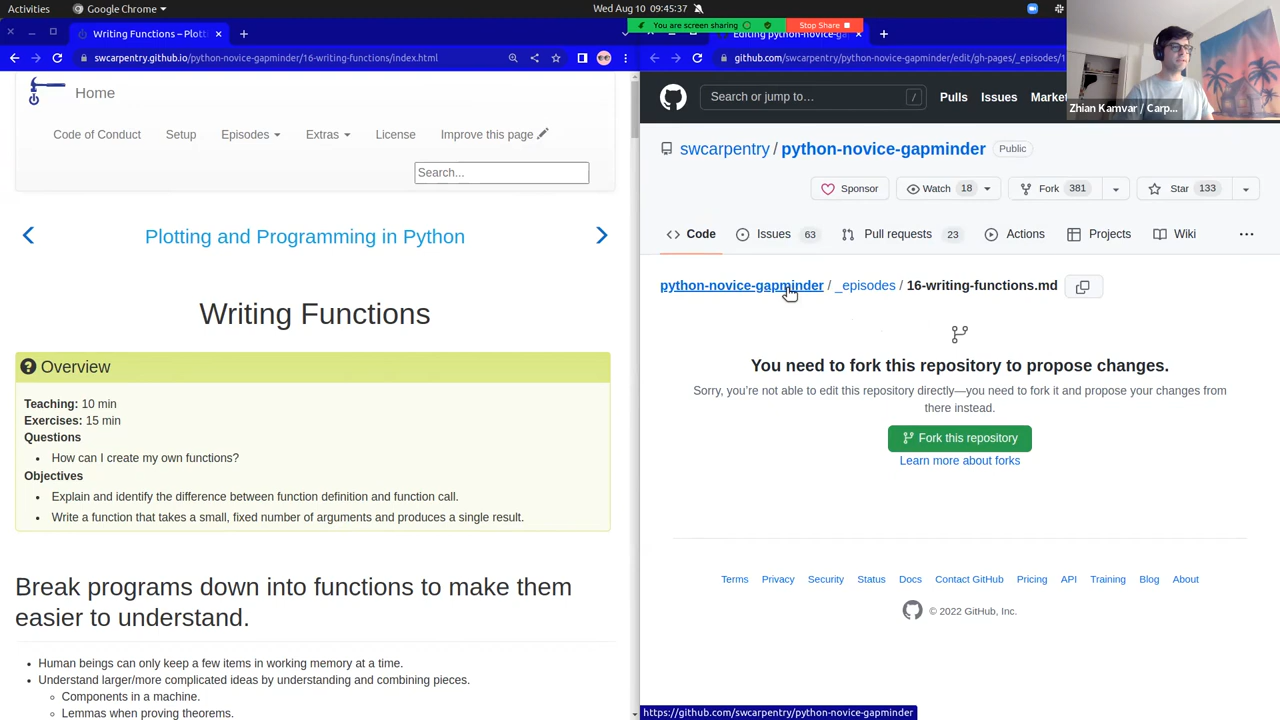 Activities
Google Chrome
Wed Aug 10 09:45:37
You are screen sharing
Stop Share
Writing Functions – Plott
Editing python-novice-ga
swcarpentry.github.io/python-novice-gapminder/16-writing-functions/index.html
github.com/swcarpentry/python-novice-gapminder/edit/gh-pages/_episodes/1
Zhian Kamvar / Carp...
Home
Code of Conduct
Setup
Episodes
Extras
License
Improve this page
Search...
Plotting and Programming in Python
Writing Functions
Overview
Teaching: 10 min
Exercises: 15 min
Questions
• How can I create my own functions?
Objectives
• Explain and identify the difference between function definition and function call.
• Write a function that takes a small, fixed number of arguments and produces a single result.
Break programs down into functions to make them
easier to understand.
• Human beings can only keep a few items in working memory at a time.
• Understand larger/more complicated ideas by understanding and combining pieces.
◦ Components in a machine.
◦ Lemmas when proving theorems.
Search or jump to...
/
Pulls
Issues
Market
swcarpentry / python-novice-gapminder
Public
Sponsor
Watch 18
Fork 381
Star 133
Code
Issues 63
Pull requests 23
Actions
Projects
Wiki
python-novice-gapminder / _episodes / 16-writing-functions.md
You need to fork this repository to propose changes.
Sorry, you’re not able to edit this repository directly—you need to fork it and propose your changes from
there instead.
Fork this repository
Learn more about forks
Terms
Privacy
Security
Status
Docs
Contact GitHub
Pricing
API
Training
Blog
About
© 2022 GitHub, Inc.
https://github.com/swcarpentry/python-novice-gapminder